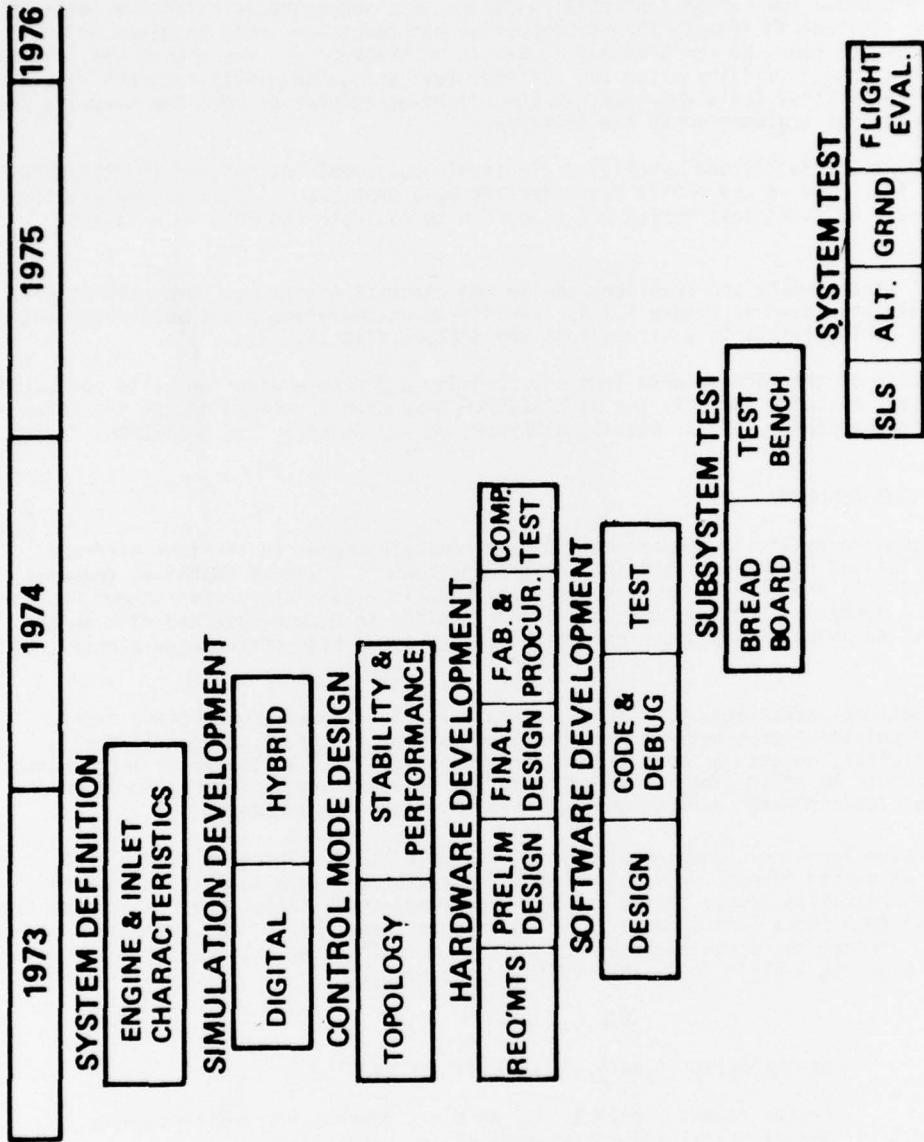 1973 1974 1975 1976
SYSTEM DEFINITION
ENGINE & INLET
CHARACTERISTICS
SIMULATION DEVELOPMENT
DIGITAL HYBRID
CONTROL MODE DESIGN
TOPOLOGY STABILITY &
PERFORMANCE
HARDWARE DEVELOPMENT
REQ'MTS PRELIM FINAL FAB. & COMP.
DESIGN DESIGN PROCUR. TEST
SOFTWARE DEVELOPMENT
DESIGN CODE & TEST
DEBUG
SUBSYSTEM TEST
BREAD TEST
BOARD BENCH
SYSTEM TEST
SLS ALT. GRND FLIGHT
EVAL.